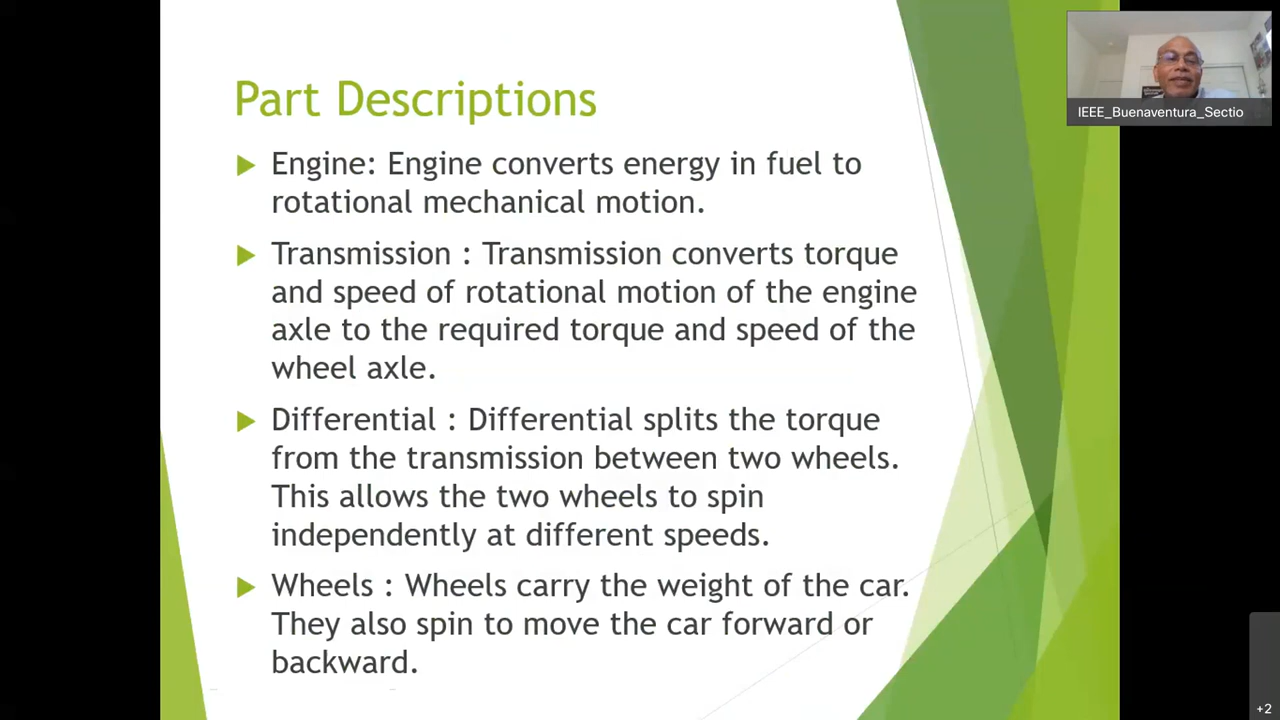 Part Descriptions
Engine: Engine converts energy in fuel to
rotational mechanical motion.
Transmission : Transmission converts torque
and speed of rotational motion of the engine
axle to the required torque and speed of the
wheel axle.
Differential : Differential splits the torque
from the transmission between two wheels.
This allows the two wheels to spin
independently at different speeds.
Wheels : Wheels carry the weight of the car.
They also spin to move the car forward or
backward.
IEEE_Buenaventura_Sectio
+2